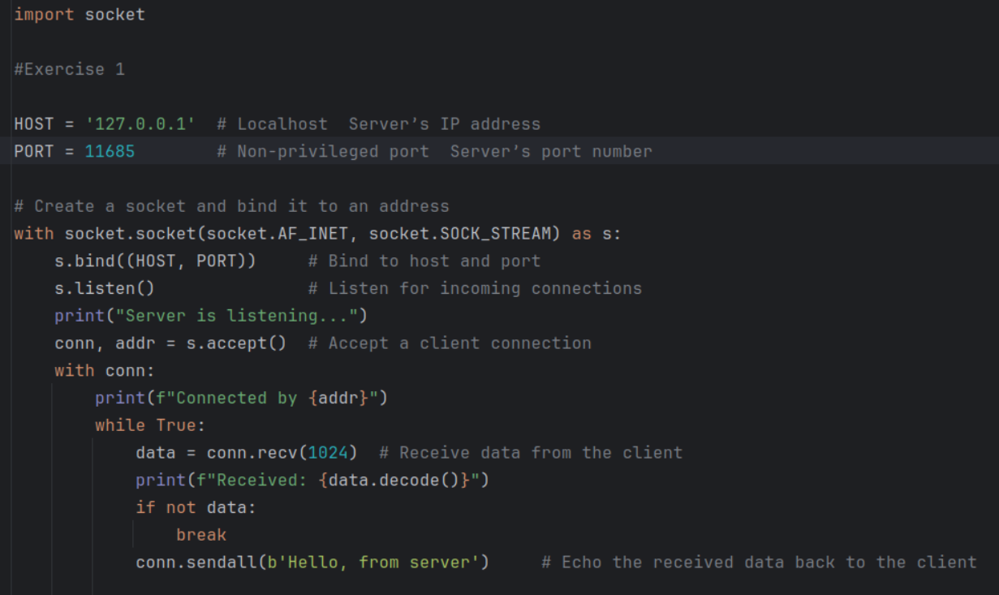 import socket
#Exercise 1
HOST = '127.0.0.1'  # Localhost  Server’s IP address
PORT = 11685        # Non-privileged port  Server’s port number
# Create a socket and bind it to an address
with socket.socket(socket.AF_INET, socket.SOCK_STREAM) as s:
    s.bind((HOST, PORT))     # Bind to host and port
    s.listen()               # Listen for incoming connections
    print("Server is listening...")
    conn, addr = s.accept()  # Accept a client connection
    with conn:
        print(f"Connected by {addr}")
        while True:
            data = conn.recv(1024)  # Receive data from the client
            print(f"Received: {data.decode()}")
            if not data:
                break
            conn.sendall(b'Hello, from server')     # Echo the received data back to the client